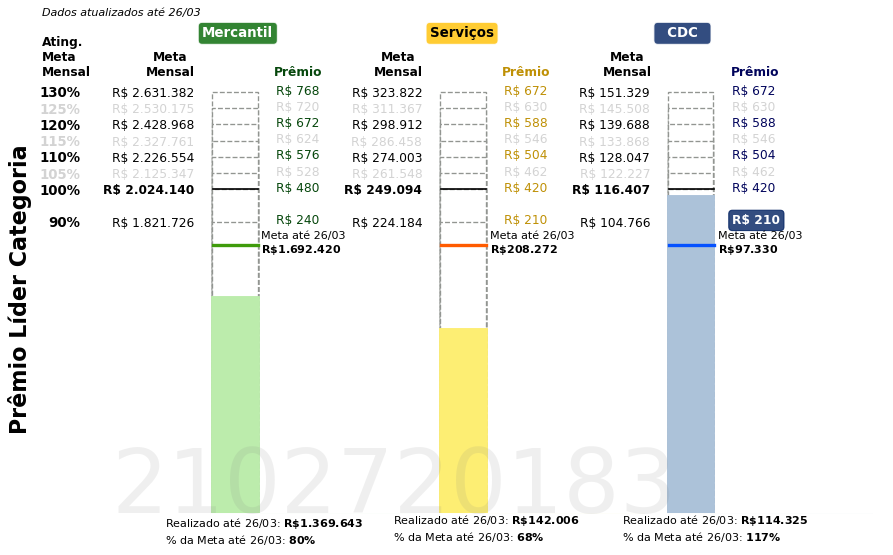 Dados atualizados até 26/03
Mercantil Serviços CDC
Ating.
Meta Meta Meta Meta
Mensal Mensal Prêmio Mensal Prêmio Mensal Prêmio
130% R$ 2.631.382 R$ 768 R$ 323.822 R$ 672 R$ 151.329 R$ 672
125% R$ 2.530.175 R$ 720 R$ 311.367 R$ 630 R$ 145.508 R$ 630
120% R$ 2.428.968 R$ 672 R$ 298.912 R$ 588 R$ 139.688 R$ 588
115% R$ 2.327.761 R$ 624 R$ 286.458 R$ 546 R$ 133.868 R$ 546
110% R$ 2.226.554 R$ 576 R$ 274.003 R$ 504 R$ 128.047 R$ 504
105% R$ 2.125.347 R$ 528 R$ 261.548 R$ 462 R$ 122.227 R$ 462
100% R$ 2.024.140 R$ 480 R$ 249.094 R$ 420 R$ 116.407 R$ 420
90% R$ 1.821.726 R$ 240 R$ 224.184 R$ 210 R$ 104.766 R$ 210
Meta até 26/03 Meta até 26/03 Meta até 26/03
R$1.692.420 R$208.272 R$97.330
Prêmio Líder Categoria
2102720183
Realizado até 26/03: R$1.369.643 Realizado até 26/03: R$142.006 Realizado até 26/03: R$114.325
% da Meta até 26/03: 80% % da Meta até 26/03: 68% % da Meta até 26/03: 117%